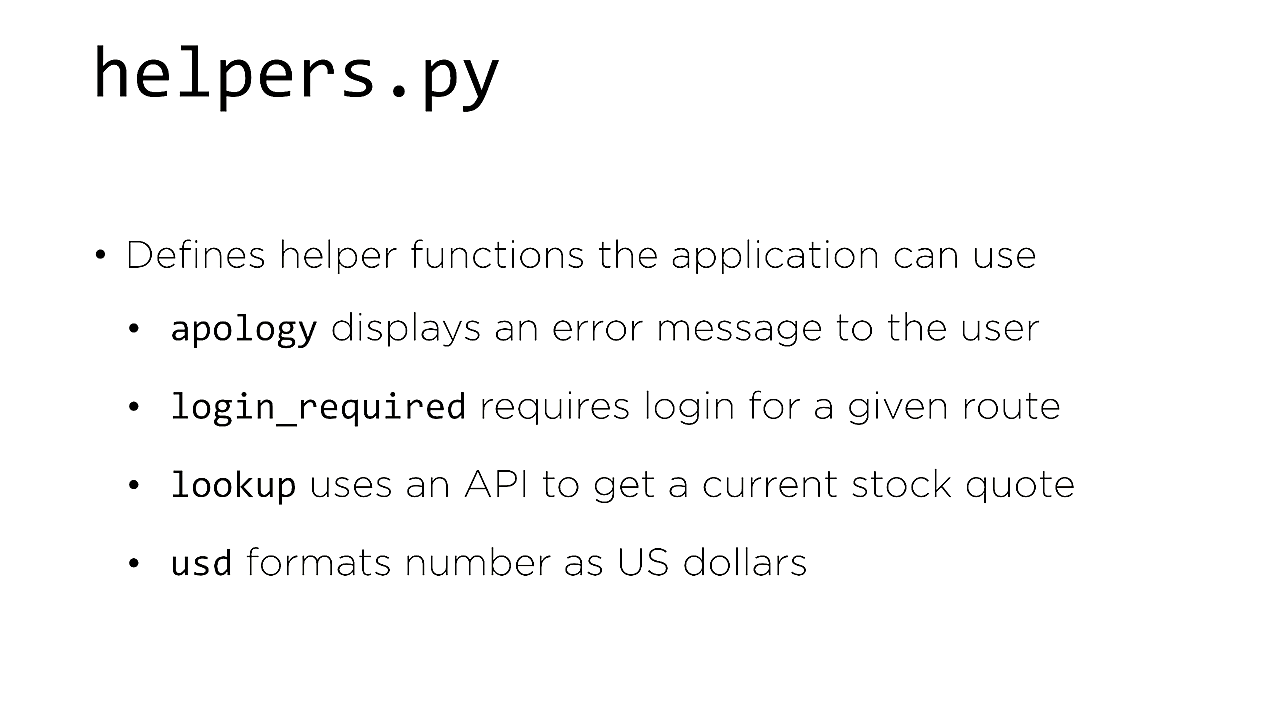 helpers.py
• Defines helper functions the application can use
• apology displays an error message to the user
• login_required requires login for a given route
• lookup uses an API to get a current stock quote
• usd formats number as US dollars